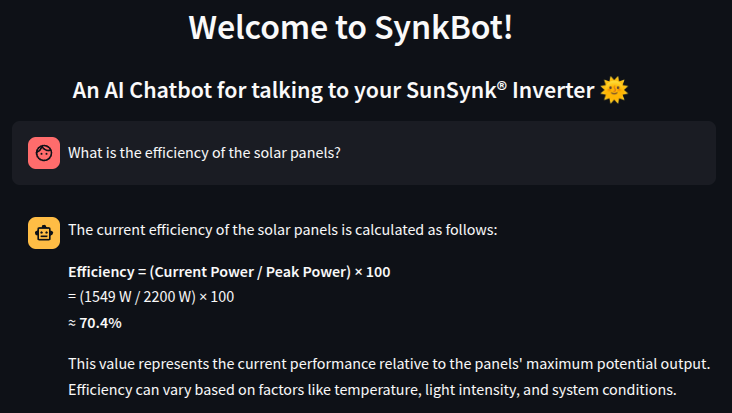 Welcome to SynkBot!
An AI Chatbot for talking to your SunSynk® Inverter 🌞
What is the efficiency of the solar panels?
The current efficiency of the solar panels is calculated as follows:
Efficiency = (Current Power / Peak Power) × 100
= (1549 W / 2200 W) × 100
≈ 70.4%
This value represents the current performance relative to the panels' maximum potential output.
Efficiency can vary based on factors like temperature, light intensity, and system conditions.